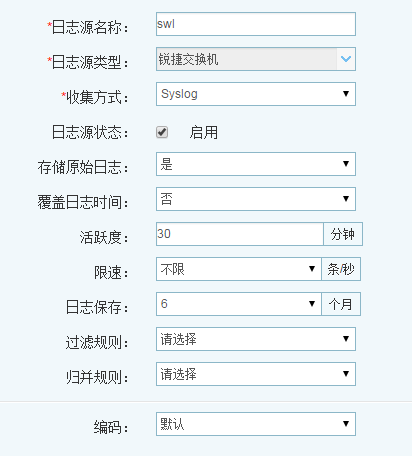 *日志源名称： swl
*日志源类型： 锐捷交换机
*收集方式： Syslog
日志源状态： 启用
存储原始日志： 是
覆盖日志时间： 否
活跃度： 30 分钟
限速： 不限 条/秒
日志保存： 6 个月
过滤规则： 请选择
归并规则： 请选择
编码： 默认